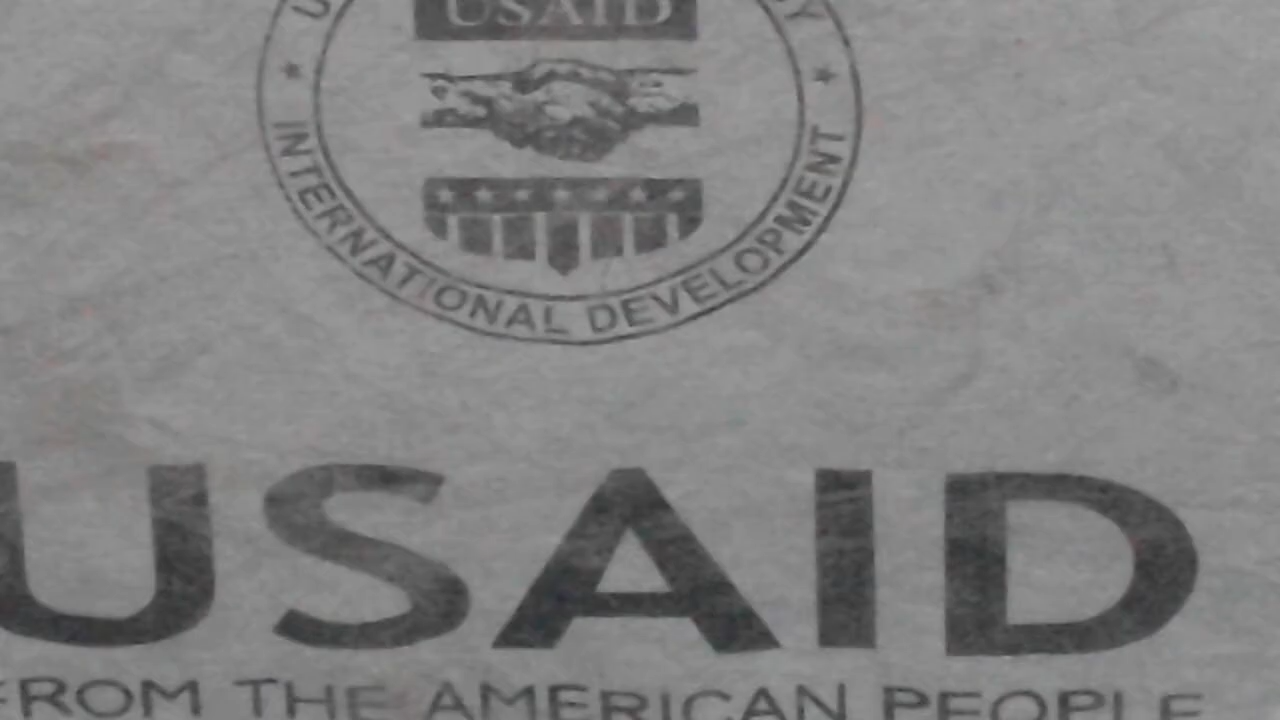 USAID
INTERNATIONAL DEVELOPMENT
USAID
FROM THE AMERICAN PEOPLE